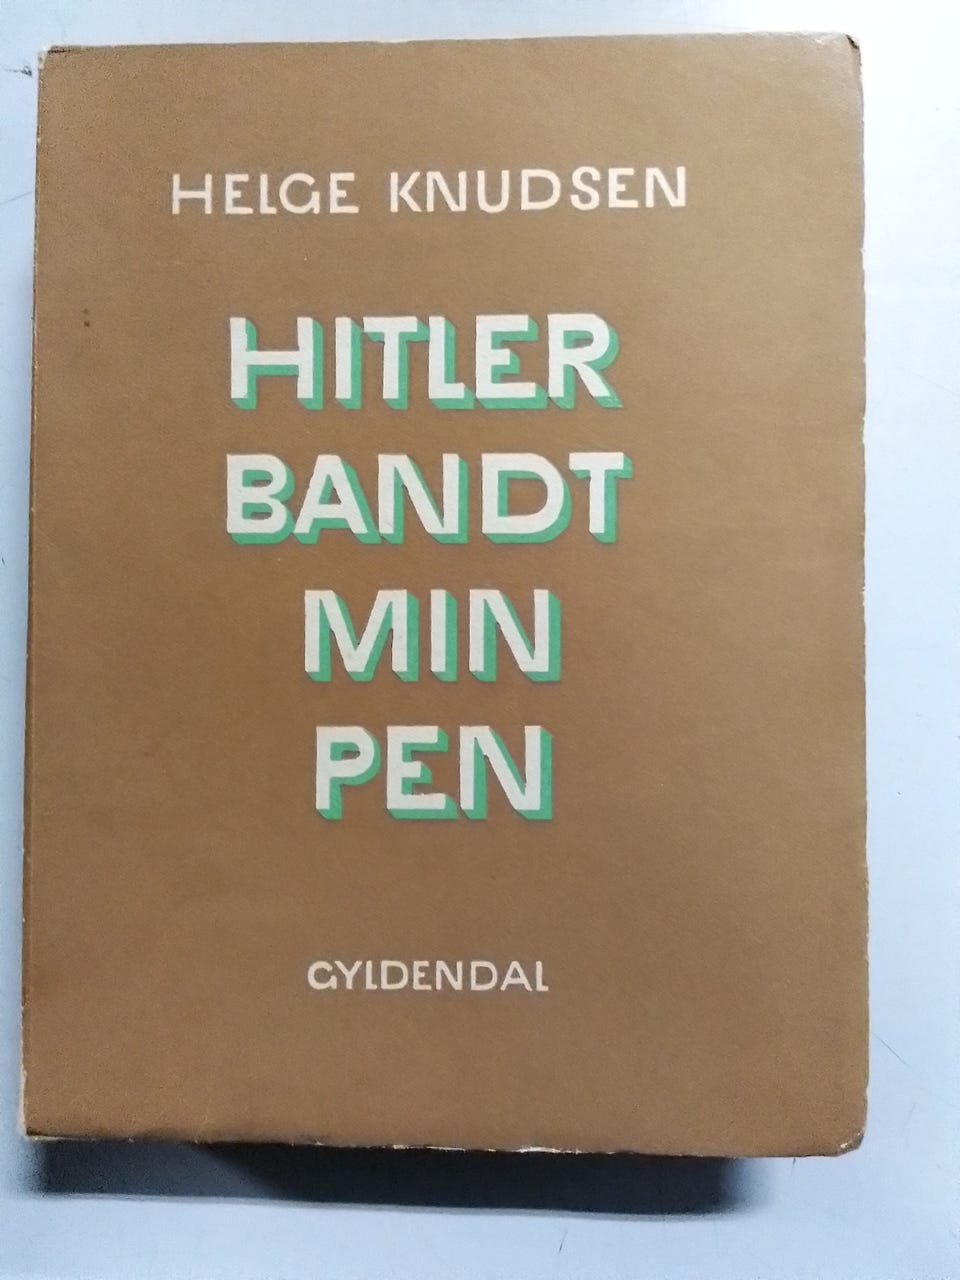 HELGE KNUDSEN
HITLER
BANDT
MIN
PEN
GYLDENDAL